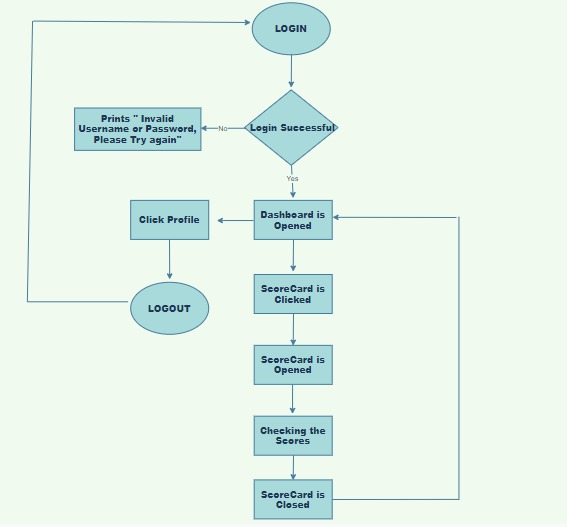 LOGIN
Prints " Invalid
Username or Password,
Please Try again"
No
Login Successful
Yes
Click Profile
Dashboard is
Opened
LOGOUT
ScoreCard is
Clicked
ScoreCard is
Opened
Checking the
Scores
ScoreCard is
Closed